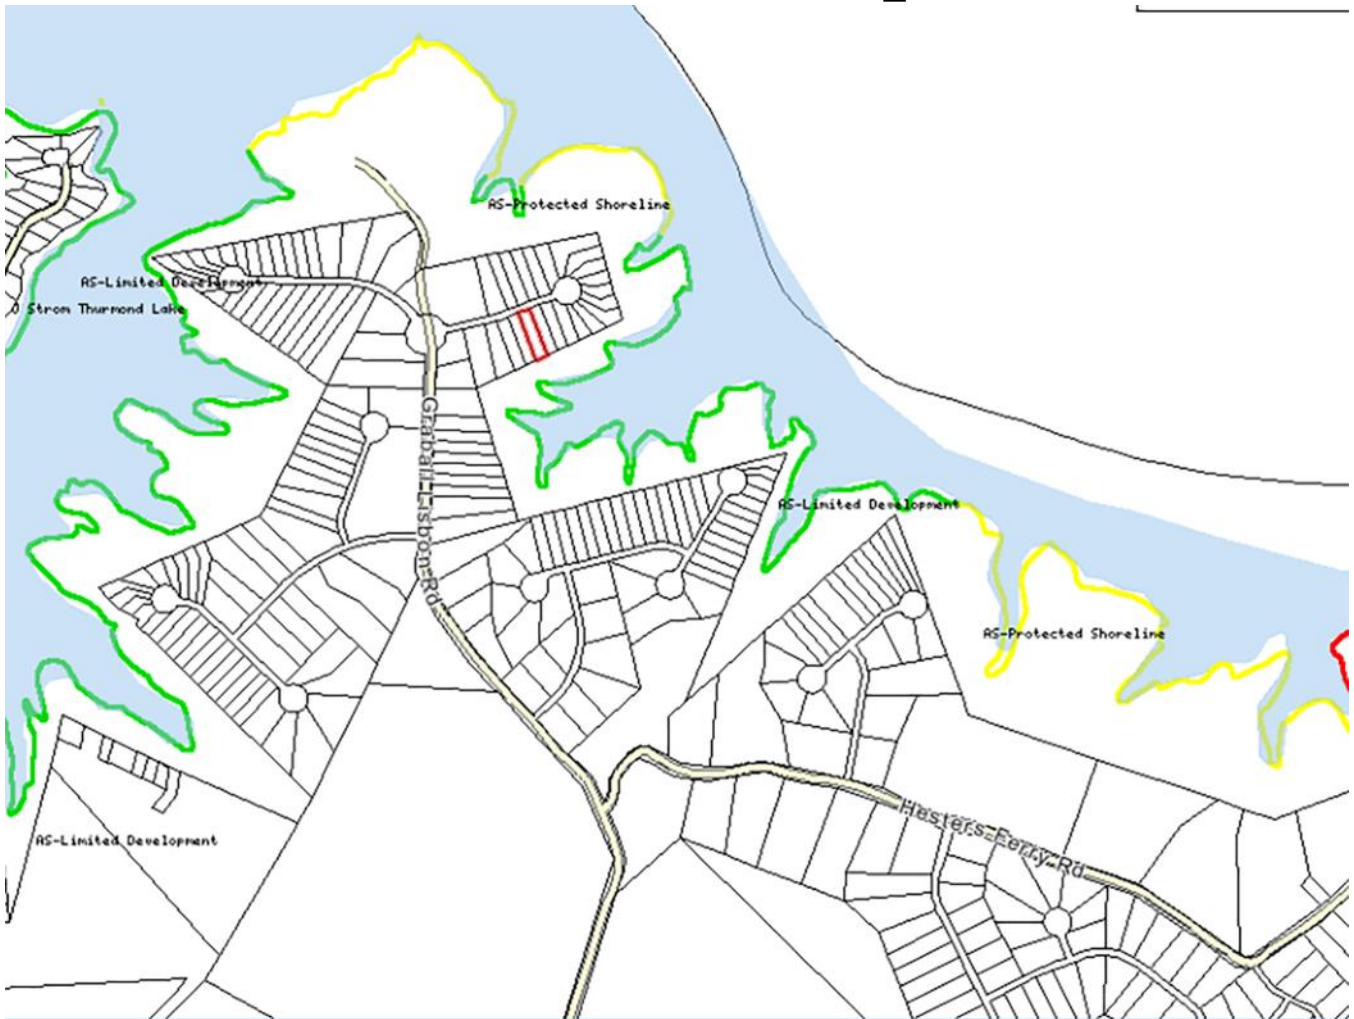 AS-Protected Shoreline
AS-Limited Development
J Strom Thurmond Lake
Graball Lisbon Rd
AS-Limited Development
AS-Protected Shoreline
Hesters Ferry Rd
AS-Limited Development